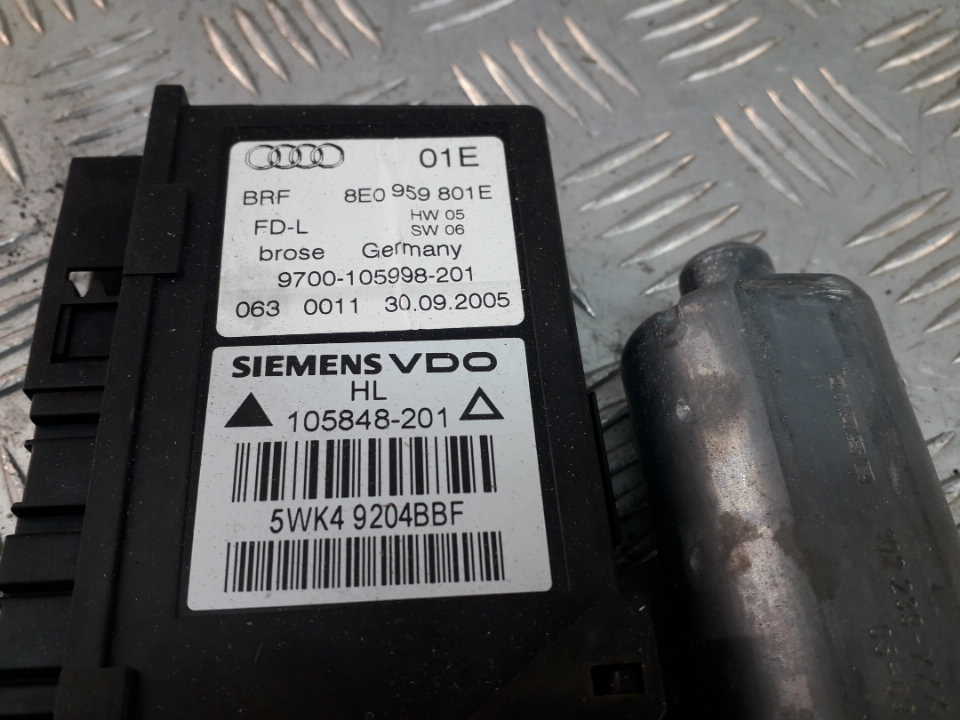 01E
BRF 8E0 959 801E
FD-L HW 05
SW 06
brose Germany
9700-105998-201
063 0011 30.09.2005
SIEMENS VDO
HL
105848-201
5WK4 9204BBF